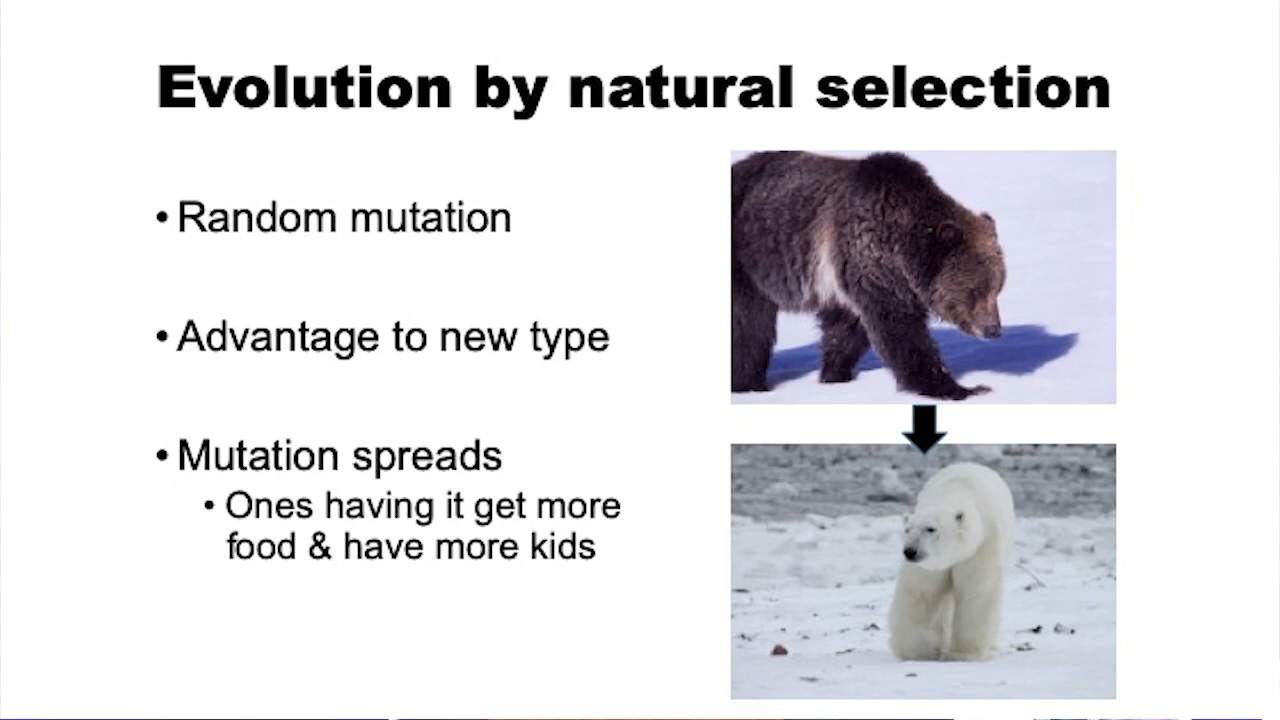 Evolution by natural selection
• Random mutation
• Advantage to new type
• Mutation spreads
• Ones having it get more
food & have more kids